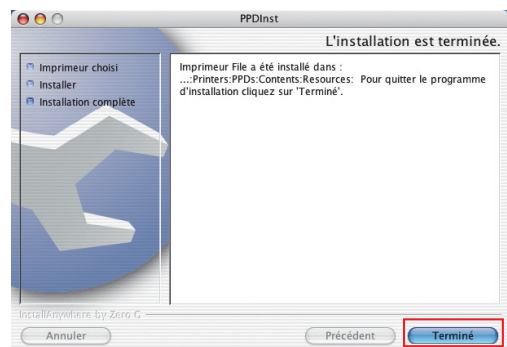 PPDInst
L'installation est terminée.
Imprimeur choisi
Installer
Installation complète
Imprimeur File a été installé dans :
...:Printers:PPDs:Contents:Resources: Pour quitter le programme
d'installation cliquez sur 'Terminé'.
InstallAnywhere by Zero G
Annuler
Précédent
Terminé